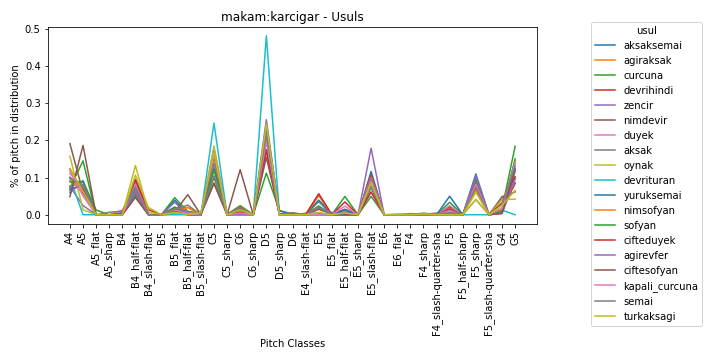 makam:karcigar - Usuls
% of pitch in distribution
0.5
0.4
0.3
0.2
0.1
0.0
A4
A5
A5_flat
A5_sharp
B4
B4_half-flat
B4_slash-flat
B5
B5_flat
B5_half-flat
B5_slash-flat
C5
C5_sharp
C6
C6_sharp
D5
D5_sharp
D6
E4_slash-flat
E5
E5_flat
E5_half-flat
E5_sharp
E5_slash-flat
E6
E6_flat
F4
F4_sharp
F4_slash-quarter-sha
F5
F5_half-sharp
F5_sharp
F5_slash-quarter-sha
G4
G5
Pitch Classes
usul
aksaksemai
agiraksak
curcuna
devrihindi
zencir
nimdevir
duyek
aksak
oynak
devrituran
yuruksemai
nimsofyan
sofyan
cifteduyek
agirevfer
ciftesofyan
kapali_curcuna
semai
turkaksagi